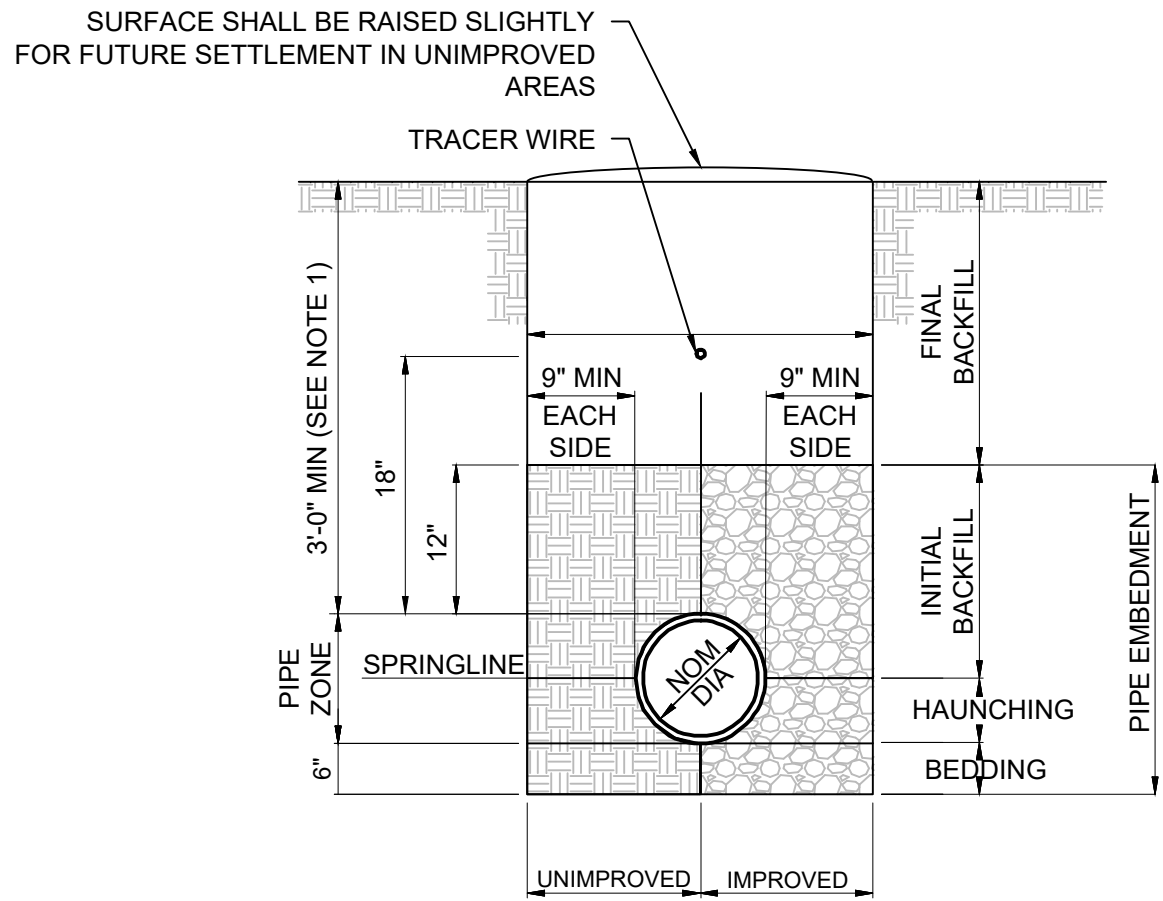 SURFACE SHALL BE RAISED SLIGHTLY
FOR FUTURE SETTLEMENT IN UNIMPROVED
AREAS
TRACER WIRE
3'-0" MIN (SEE NOTE 1)
18"
12"
9" MIN
EACH
SIDE
9" MIN
EACH
SIDE
FINAL
BACKFILL
INITIAL
BACKFILL
PIPE EMBEDMENT
PIPE
ZONE
SPRINGLINE
NOM
DIA
HAUNCHING
6"
BEDDING
UNIMPROVED
IMPROVED